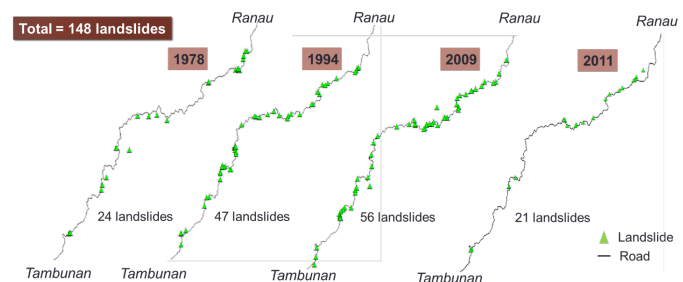 Total = 148 landslides
Ranau
Ranau
Ranau
Ranau
1978
1994
2009
2011
24 landslides
47 landslides
56 landslides
21 landslides
Landslide
Road
Tambunan
Tambunan
Tambunan
Tambunan